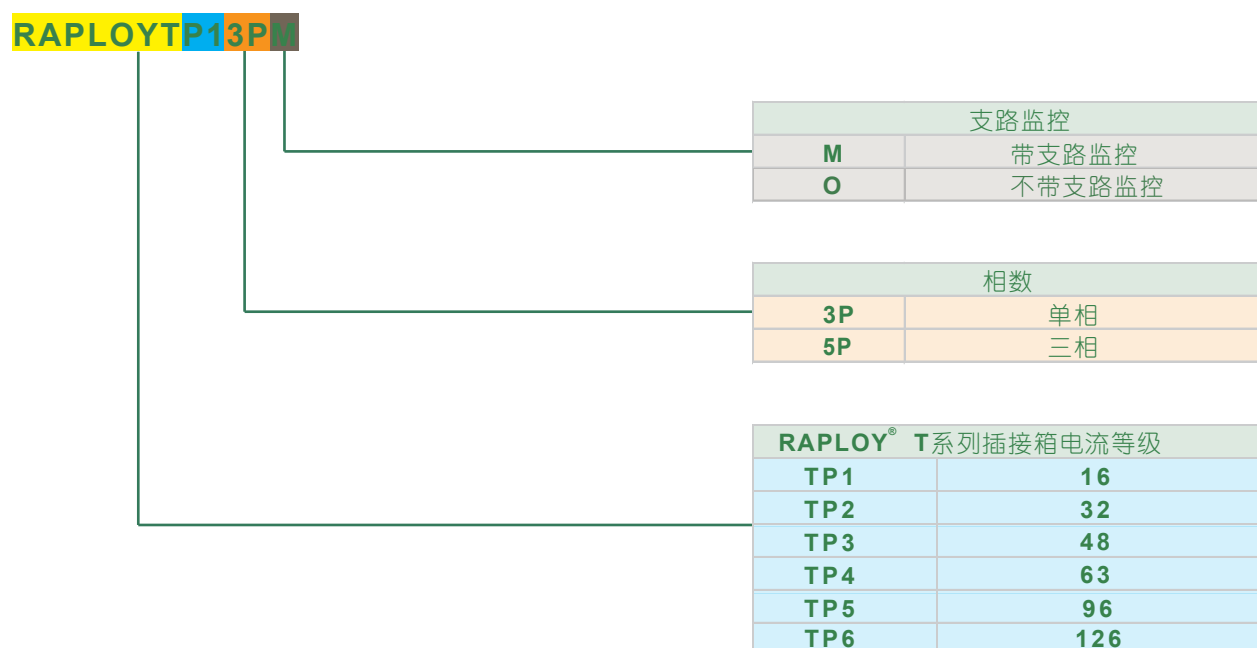 RAPLOYTP13PM
支路监控
M 带支路监控
O 不带支路监控
相数
3P 单相
5P 三相
RAPLOY® T系列插接箱电流等级
TP1 16
TP2 32
TP3 48
TP4 63
TP5 96
TP6 126